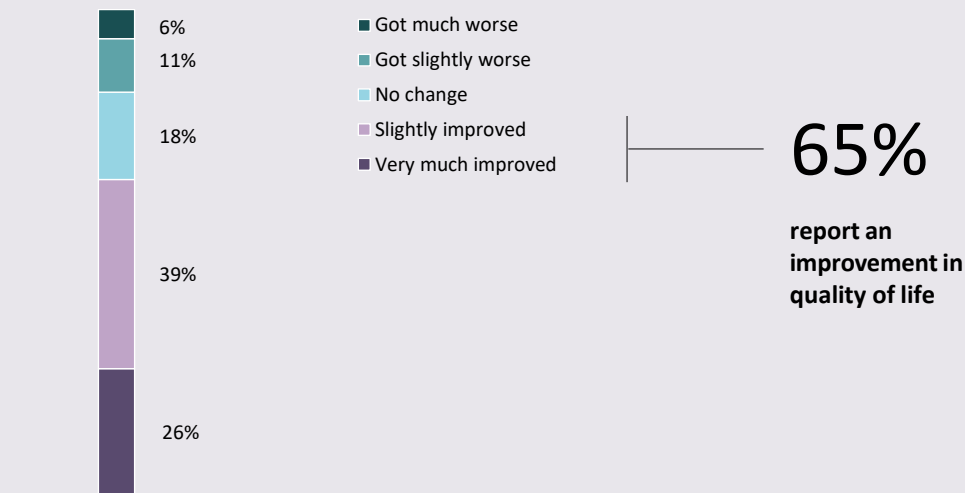 6%
11%
18%
39%
26%
Got much worse
Got slightly worse
No change
Slightly improved
Very much improved
65%
report an
improvement in
quality of life